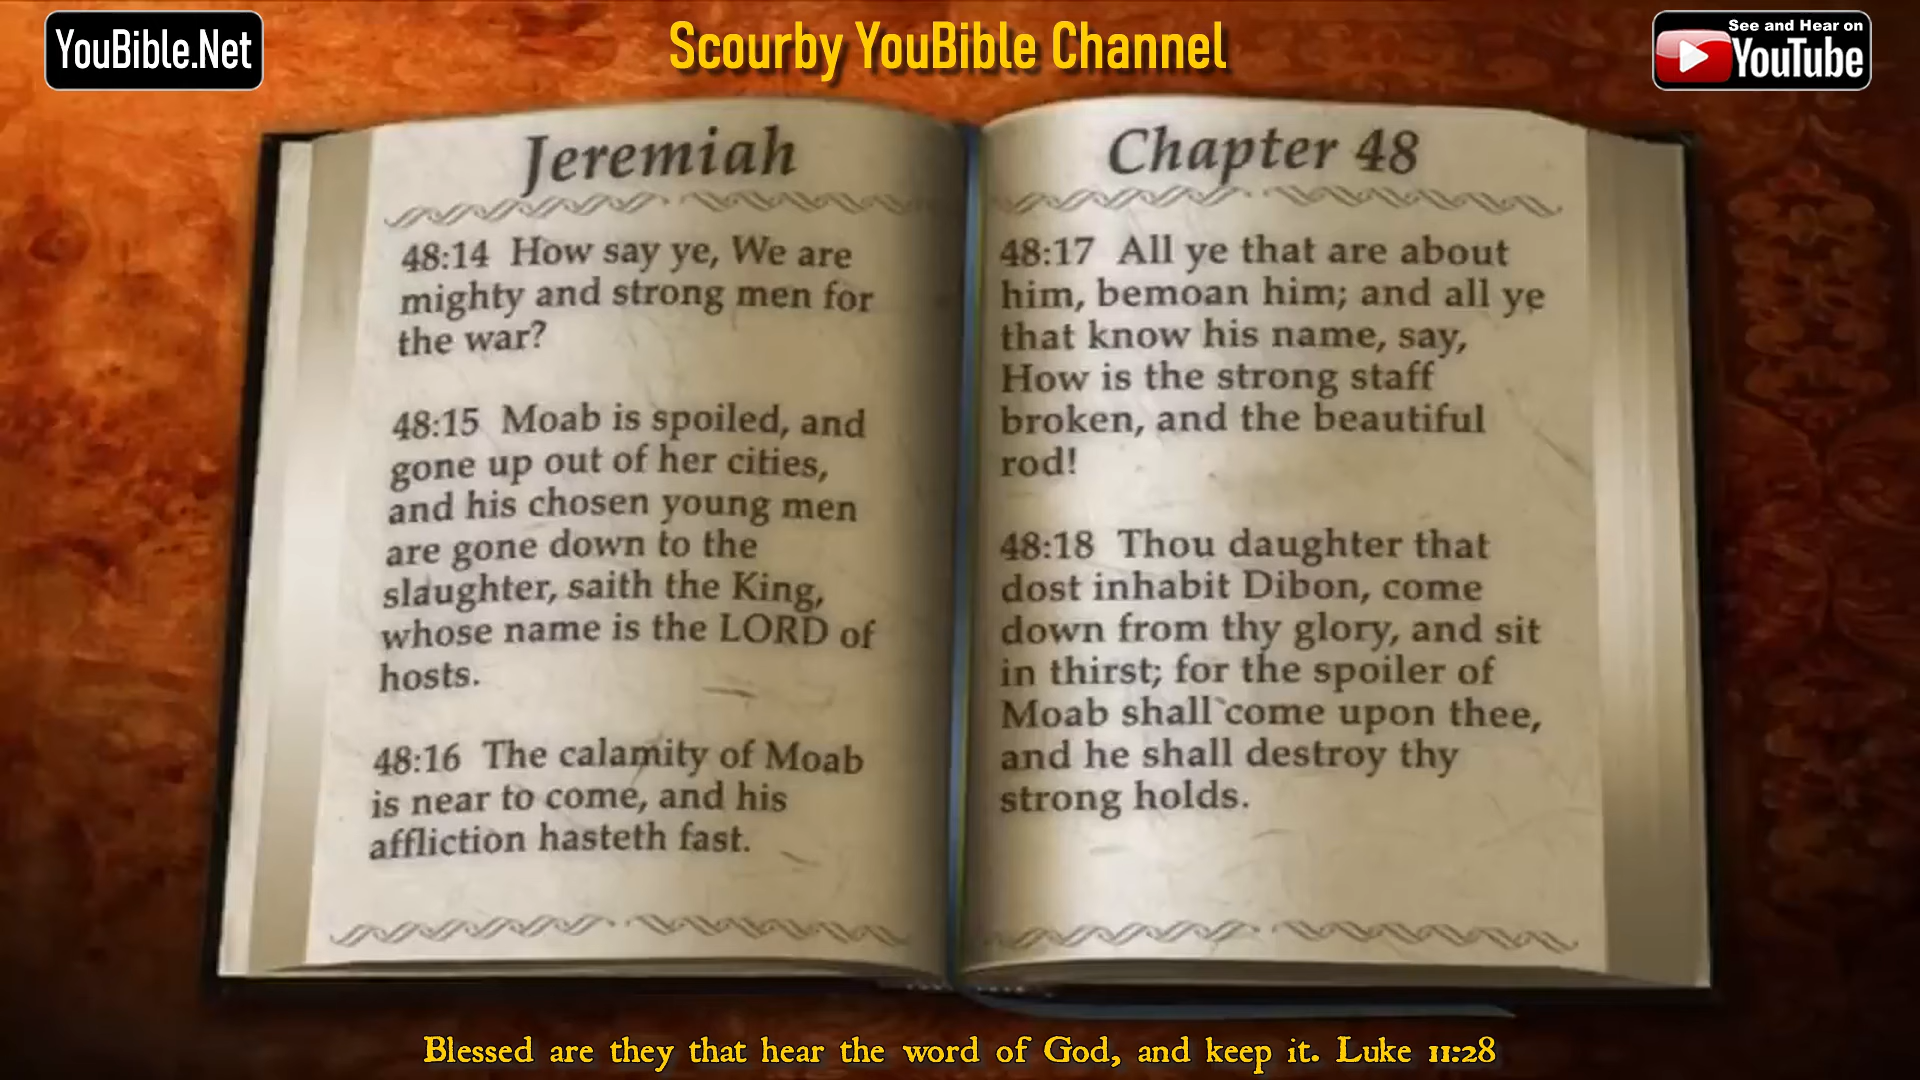 YouBible.Net
Scourby YouBible Channel
See and Hear on
YouTube
Jeremiah
48:14 How say ye, We are
mighty and strong men for
the war?
48:15 Moab is spoiled, and
gone up out of her cities,
and his chosen young men
are gone down to the
slaughter, saith the King,
whose name is the LORD of
hosts.
48:16 The calamity of Moab
is near to come, and his
affliction hasteth fast.
Chapter 48
48:17 All ye that are about
him, bemoan him; and all ye
that know his name, say,
How is the strong staff
broken, and the beautiful
rod!
48:18 Thou daughter that
dost inhabit Dibon, come
down from thy glory, and sit
in thirst; for the spoiler of
Moab shall come upon thee,
and he shall destroy thy
strong holds.
Blessed are they that hear the word of God, and keep it. Luke 11:28